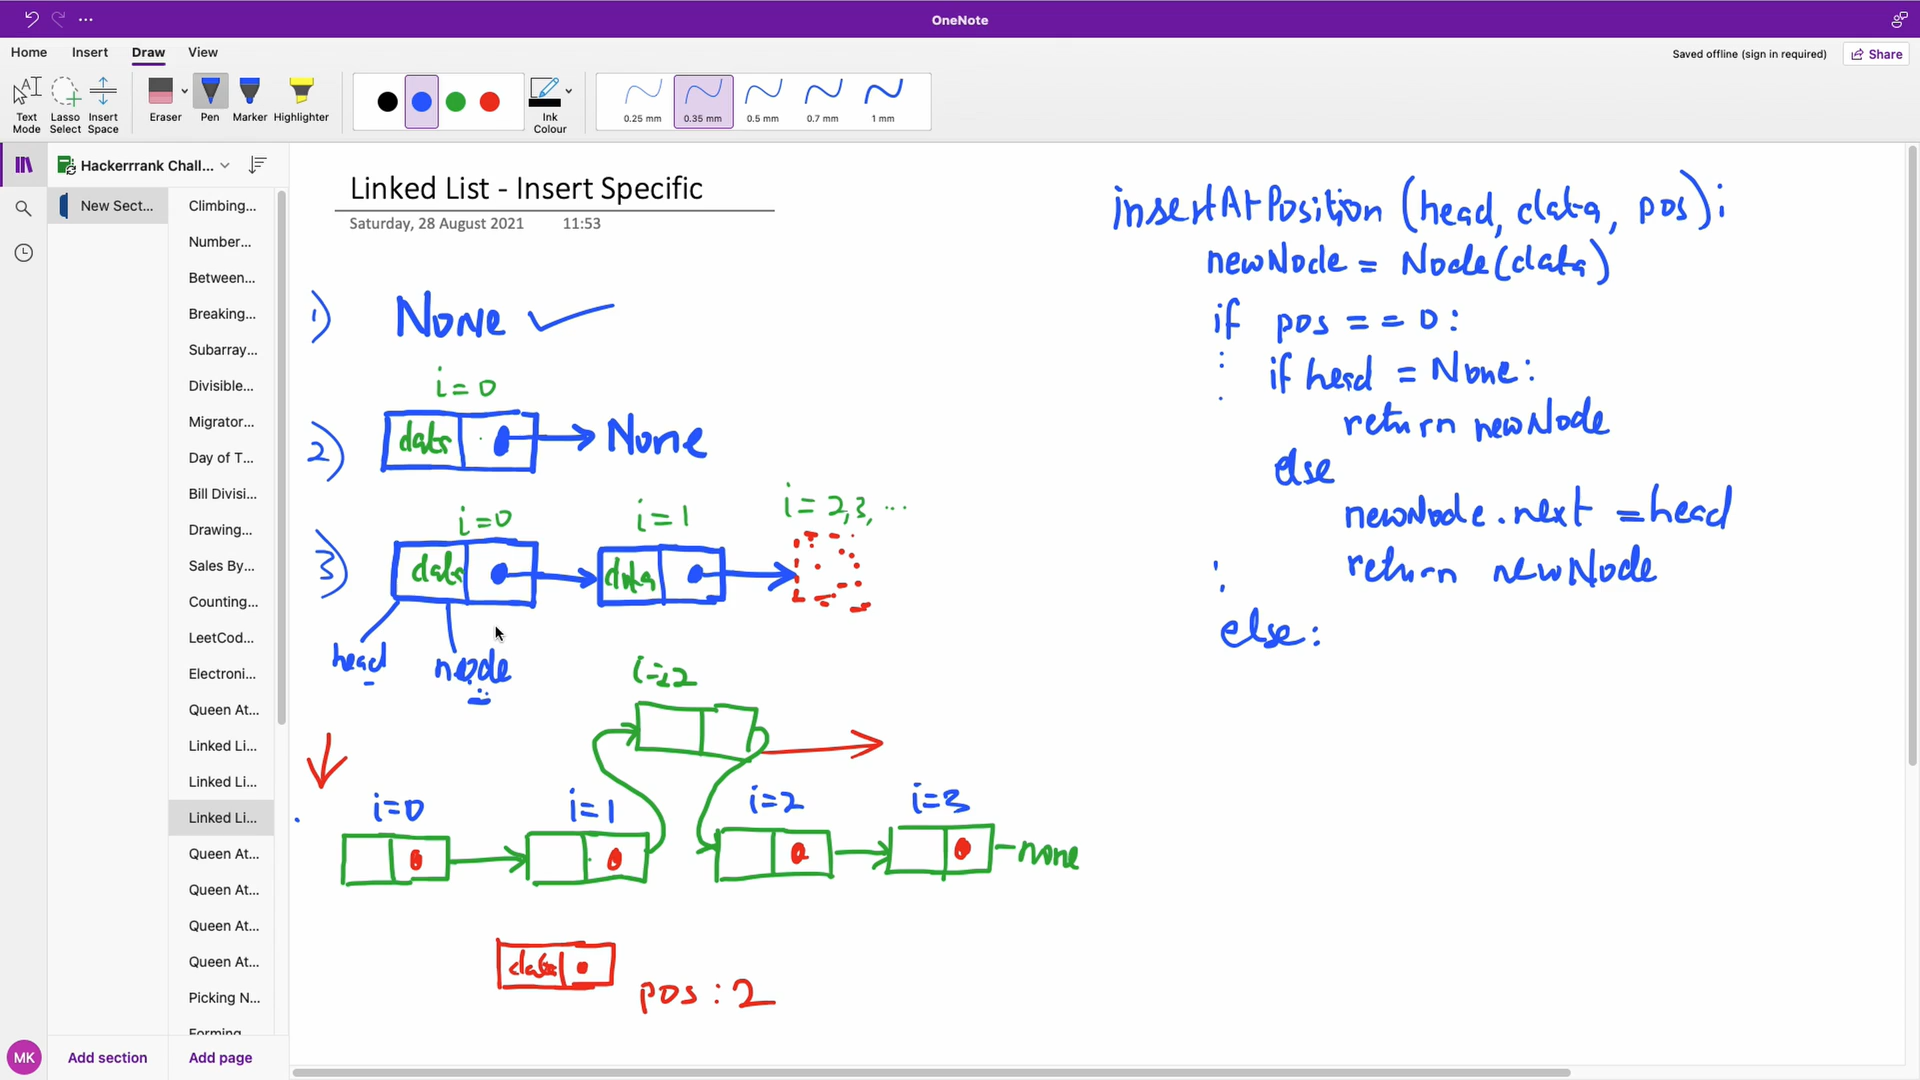 OneNote
Home Insert Draw View
Saved offline (sign in required)
Share
Text Mode
Lasso Select
Insert Space
Eraser
Pen
Marker
Highlighter
Ink Colour
0.25 mm
0.35 mm
0.5 mm
0.7 mm
1 mm
Hackerrrank Chall...
New Sect...
Climbing...
Number...
Between...
Breaking...
Subarray...
Divisible...
Migrator...
Day of T...
Bill Divisi...
Drawing...
Sales By...
Counting...
LeetCod...
Electroni...
Queen At...
Linked Li...
Linked Li...
Linked Li...
Queen At...
Queen At...
Queen At...
Queen At...
Picking N...
Forming
MK
Add section
Add page
Linked List - Insert Specific
Saturday, 28 August 2021 11:53
1) None
i=0
2) data None
i=0 i=1 i=2,3, ...
3) data data
head node
i=2
i=0 i=1 i=2 i=3
none
data
pos : 2
insertAtPosition (head, data, pos):
newNode = Node(data)
if pos == 0:
if head = None:
return newNode
else
newNode.next = head
return newNode
else: